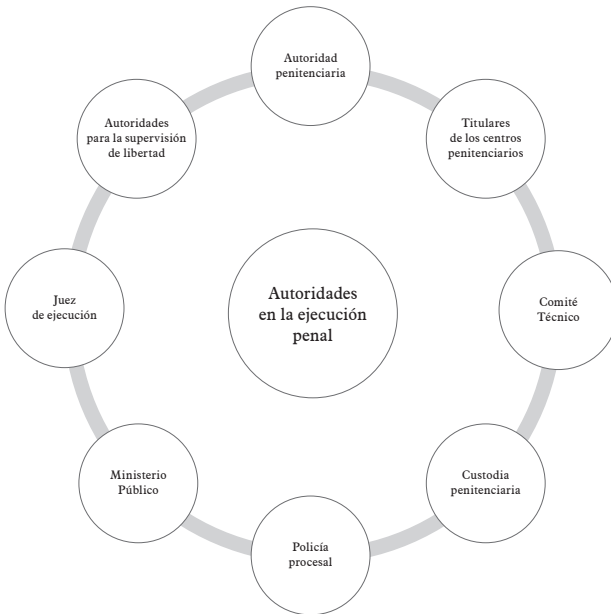 Autoridad
penitenciaria
Titulares
de los centros
penitenciarios
Comité
Técnico
Custodia
penitenciaria
Policía
procesal
Ministerio
Público
Juez
de ejecución
Autoridades
para la supervisión
de libertad
Autoridades
en la ejecución
penal